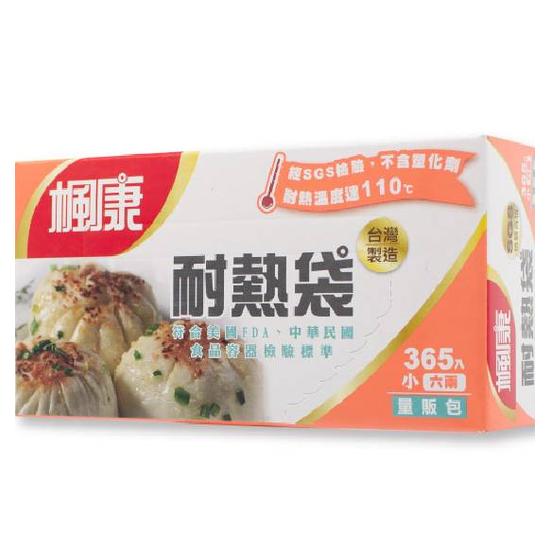 楓康
經SGS檢驗，不含塑化劑
耐熱溫度達110℃
台灣
製造
耐熱袋
符合美國FDA、中華民國
食品容器檢驗標準
365入
小 六兩
量販包
楓康
耐熱袋